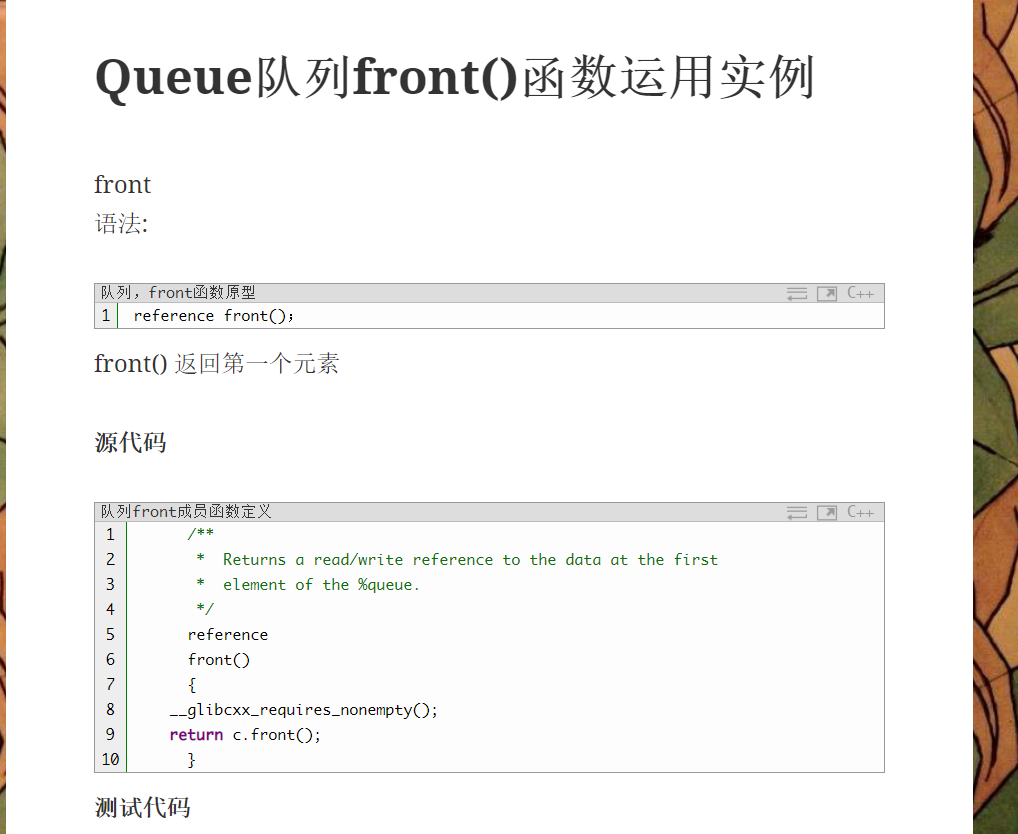 Queue队列front()函数运用实例
front
语法:
队列，front函数原型 C++
1 reference front();
front() 返回第一个元素
源代码
队列front成员函数定义 C++
1 /**
2 * Returns a read/write reference to the data at the first
3 * element of the %queue.
4 */
5 reference
6 front()
7 {
8 __glibcxx_requires_nonempty();
9 return c.front();
10 }
测试代码